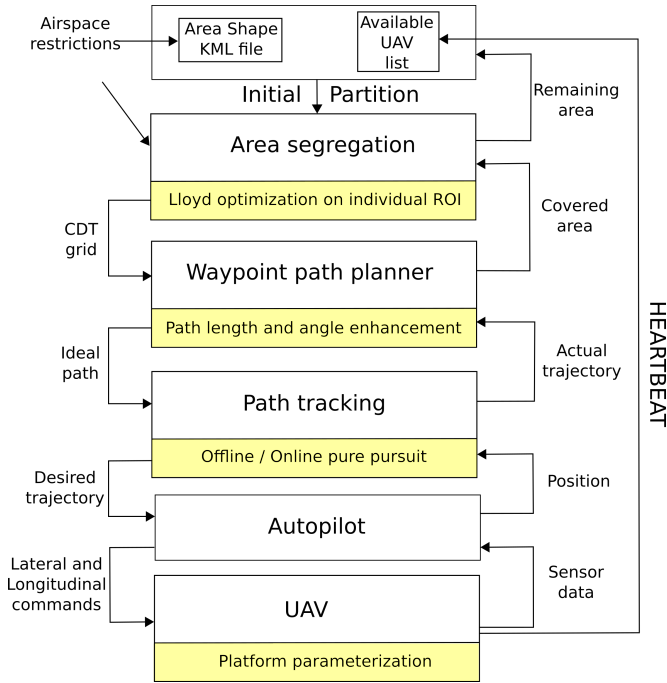 Airspace
restrictions
Area Shape
KML file
Available
UAV
list
Initial Partition
Remaining
area
Area segregation
Lloyd optimization on individual ROI
CDT
grid
Covered
area
Waypoint path planner
Path length and angle enhancement
HEARTBEAT
Ideal
path
Actual
trajectory
Path tracking
Offline / Online pure pursuit
Desired
trajectory
Position
Autopilot
Lateral and
Longitudinal
commands
Sensor
data
UAV
Platform parameterization